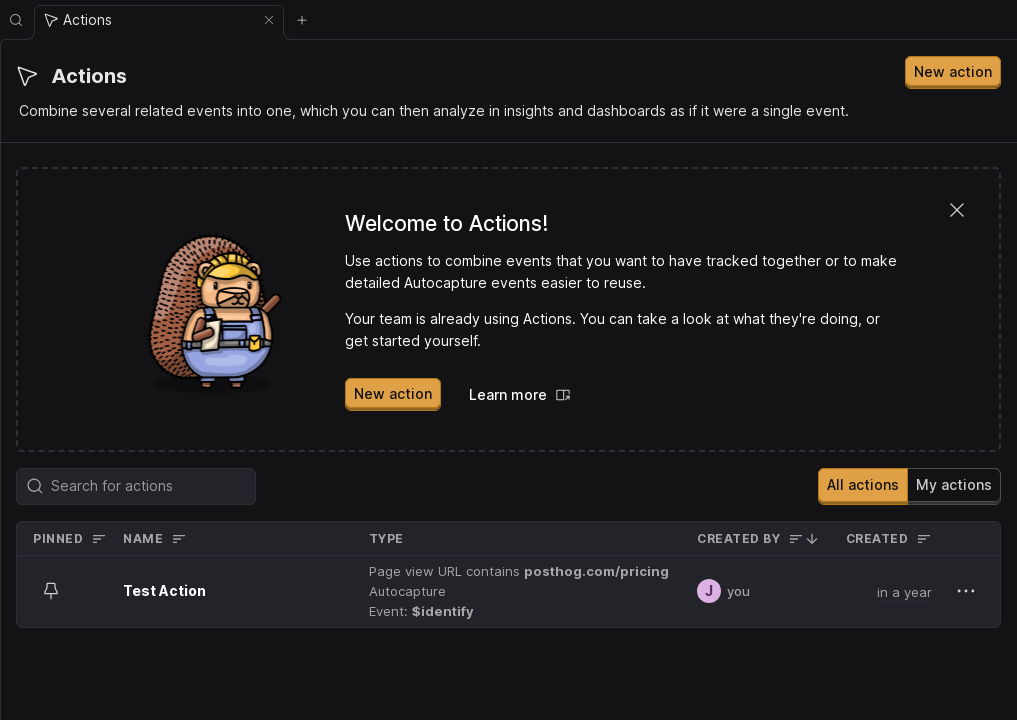 Actions
Actions
New action
Combine several related events into one, which you can then analyze in insights and dashboards as if it were a single event.
Welcome to Actions!
Use actions to combine events that you want to have tracked together or to make
detailed Autocapture events easier to reuse.
Your team is already using Actions. You can take a look at what they're doing, or
get started yourself.
New action
Learn more
Search for actions
All actions
My actions
PINNED
NAME
TYPE
CREATED BY
CREATED
Test Action
Page view URL contains posthog.com/pricing
Autocapture
Event: $identify
J
you
in a year